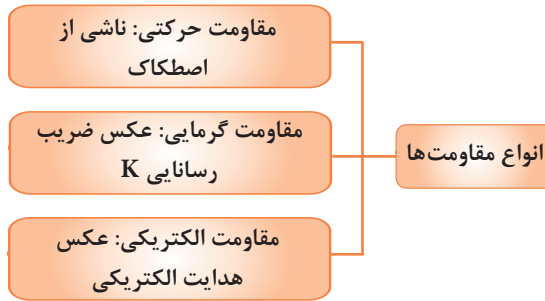 انواع مقاومت‌ها
مقاومت حرکتی: ناشی از
اصطکاک
مقاومت گرمایی: عکس ضریب
رسانایی K
مقاومت الکتریکی: عکس
هدایت الکتریکی